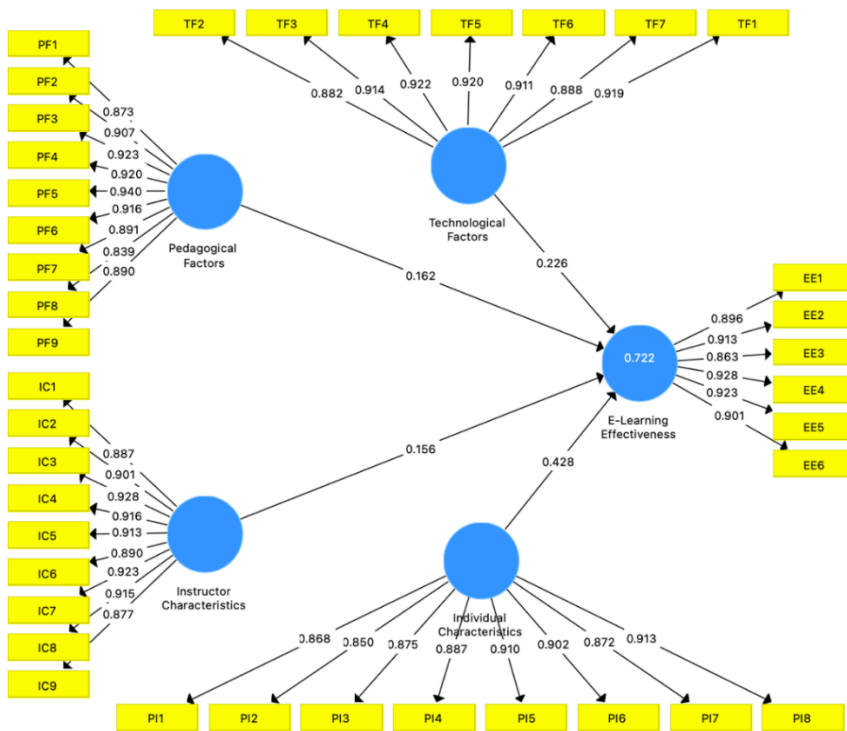 TF2
TF3
TF4
TF5
TF6
TF7
TF1
0.882
0.914
0.922
0.920
0.911
0.888
0.919
Technological
Factors
PF1
PF2
PF3
PF4
PF5
PF6
PF7
PF8
PF9
0.873
0.907
0.923
0.920
0.940
0.916
0.891
0.839
0.890
Pedagogical
Factors
0.162
0.226
0.722
E-Learning
Effectiveness
0.896
0.913
0.863
0.928
0.923
0.901
EE1
EE2
EE3
EE4
EE5
EE6
IC1
IC2
IC3
IC4
IC5
IC6
IC7
IC8
IC9
0.887
0.901
0.928
0.916
0.913
0.890
0.923
0.915
0.877
Instructor
Characteristics
0.156
0.428
Individual
Characteristics
0.868
0.850
0.875
0.887
0.910
0.902
0.872
0.913
PI1
PI2
PI3
PI4
PI5
PI6
PI7
PI8